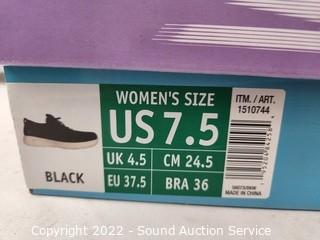 WOMEN'S SIZE
US 7.5
UK 4.5 CM 24.5
EU 37.5 BRA 36
BLACK
ITM. / ART.
1510744
MADE IN CHINA
Copyright 2022 - Sound Auction Service